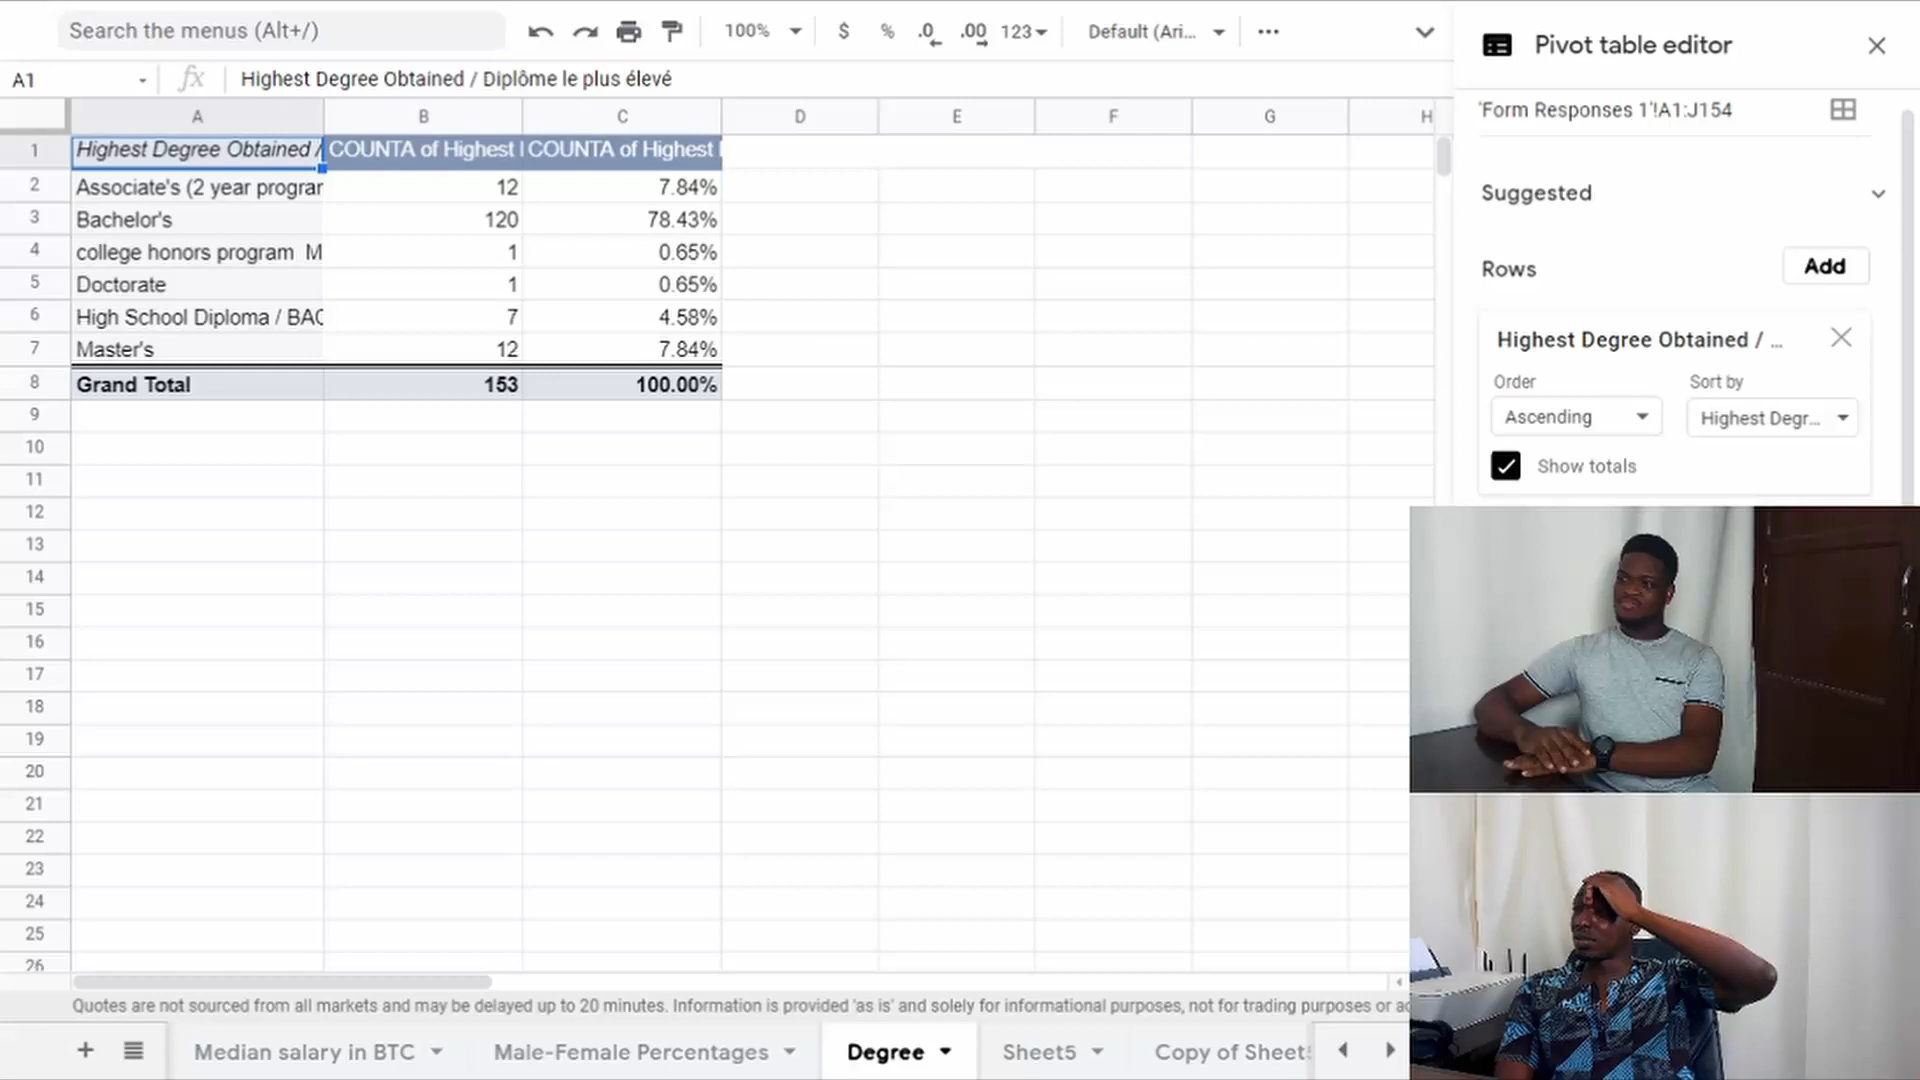 Search the menus (Alt+/)
100%
$ % .0 .00 123
Default (Ari...
Pivot table editor
A1
fx
Highest Degree Obtained / Diplôme le plus élevé
'Form Responses 1'!A1:J154
A B C D E F G H
1 Highest Degree Obtained / COUNTA of Highest COUNTA of Highest
2 Associate's (2 year 12 7.84%
3 Bachelor's 120 78.43%
4 college honors program M 1 0.65%
5 Doctorate 1 0.65%
6 High School Diploma / 7 4.58%
7 Master's 12 7.84%
8 Grand Total 153 100.00%
9
10
11
12
13
14
15
16
17
18
19
20
21
22
23
24
25
26
Suggested
Rows
Add
Highest Degree Obtained / ...
Order
Sort by
Ascending
Highest Degr...
Show totals
Quotes are not sourced from all markets and may be delayed up to 20 minutes. Information is provided 'as is' and solely for informational purposes, not for trading purposes or
Median salary in BTC
Male-Female Percentages
Degree
Sheet5
Copy of Sheet